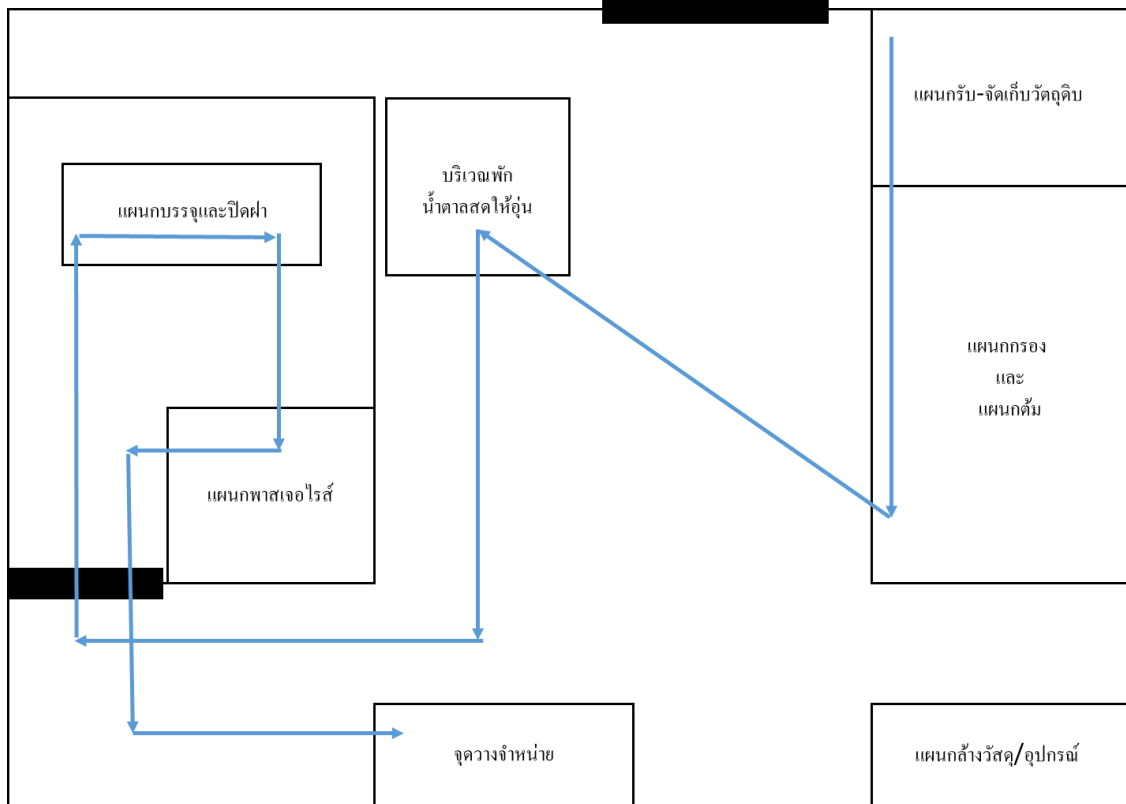 แผนกรับ-จัดเก็บวัตถุดิบ
บริเวณพัก
น้ำตาลสดให้อุ่น
แผนกบรรจุและปิดฝา
แผนกกรอง
และ
แผนกต้ม
แผนกพาสเจอไรส์
จุดวางจำหน่าย
แผนกล้างวัสดุ/อุปกรณ์